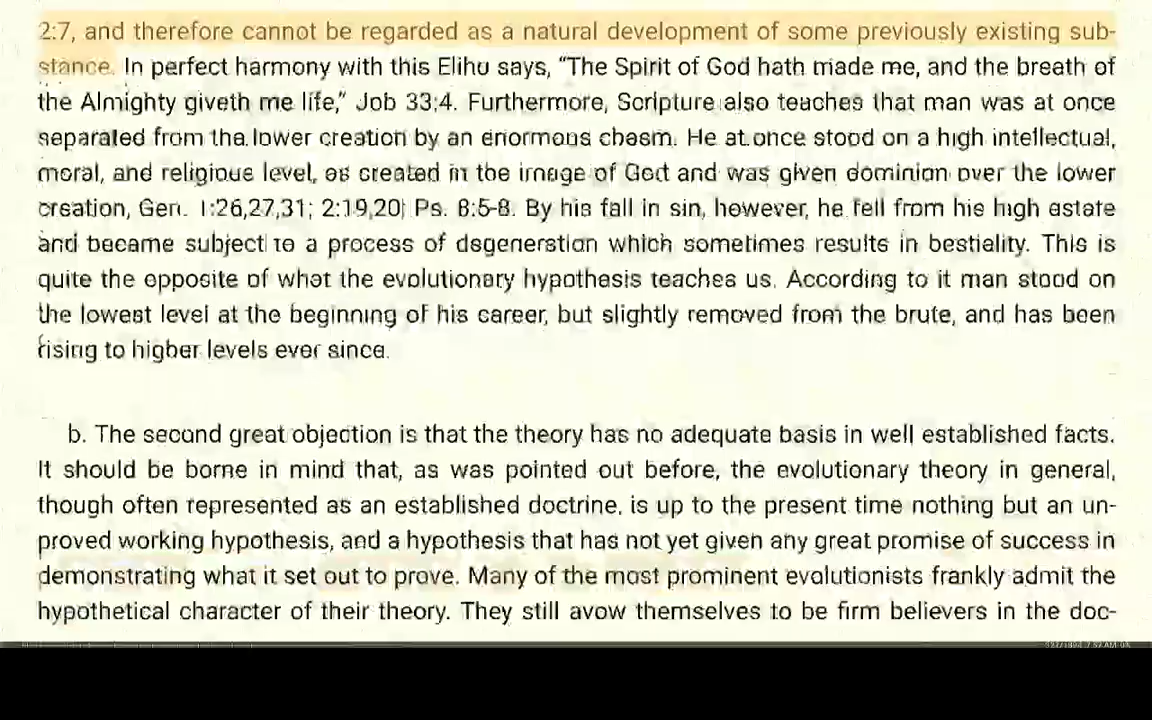 2:7, and therefore cannot be regarded as a natural development of some previously existing sub-
stance. In perfect harmony with this Elihu says, “The Spirit of God hath made me, and the breath of
the Almighty giveth me life,” Job 33:4. Furthermore, Scripture also teaches that man was at once
separated from the lower creation by an enormous chasm. He at once stood on a high intellectual,
moral, and religious level, as created in the image of God and was given dominion over the lower
creation, Gen. 1:26,27,31; 2:19,20; Ps. 8:5-8. By his fall in sin, however, he fell from his high estate
and became subject to a process of degeneration which sometimes results in bestiality. This is
quite the opposite of what the evolutionary hypothesis teaches us. According to it man stood on
the lowest level at the beginning of his career, but slightly removed from the brute, and has been
rising to higher levels ever since.
b. The second great objection is that the theory has no adequate basis in well established facts.
It should be borne in mind that, as was pointed out before, the evolutionary theory in general,
though often represented as an established doctrine, is up to the present time nothing but an un-
proved working hypothesis, and a hypothesis that has not yet given any great promise of success in
demonstrating what it set out to prove. Many of the most prominent evolutionists frankly admit the
hypothetical character of their theory. They still avow themselves to be firm believers in the doc-